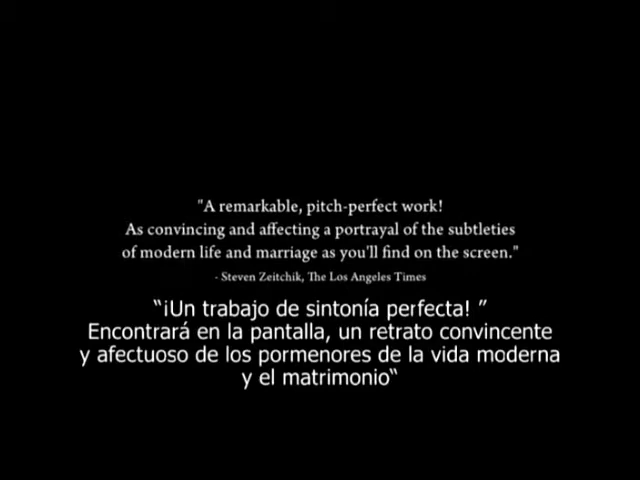 "A remarkable, pitch-perfect work!
As convincing and affecting a portrayal of the subtleties
of modern life and marriage as you'll find on the screen."
- Steven Zeitchik, The Los Angeles Times
“¡Un trabajo de sintonía perfecta! ”
Encontrará en la pantalla, un retrato convincente
y afectuoso de los pormenores de la vida moderna
y el matrimonio“